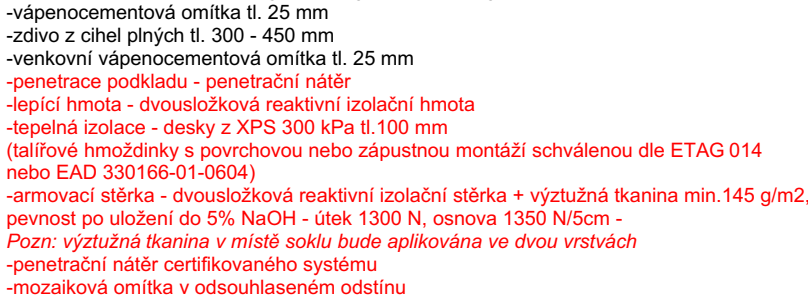 -vápenocementová omítka tl. 25 mm
-zdivo z cihel plných tl. 300 - 450 mm
-venkovní vápenocementová omítka tl. 25 mm
-penetrace podkladu - penetrační nátěr
-lepící hmota - dvousložková reaktivní izolační hmota
-tepelná izolace - desky z XPS 300 kPa tl.100 mm
(talířové hmoždinky s povrchovou nebo zápustnou montáží schválenou dle ETAG 014
nebo EAD 330166-01-0604)
-armovací stěrka - dvousložková reaktivní izolační stěrka + výztužná tkanina min.145 g/m2,
pevnost po uložení do 5% NaOH - útek 1300 N, osnova 1350 N/5cm -
Pozn: výztužná tkanina v místě soklu bude aplikována ve dvou vrstvách
-penetrační nátěr certifikovaného systému
-mozaiková omítka v odsouhlaseném odstínu